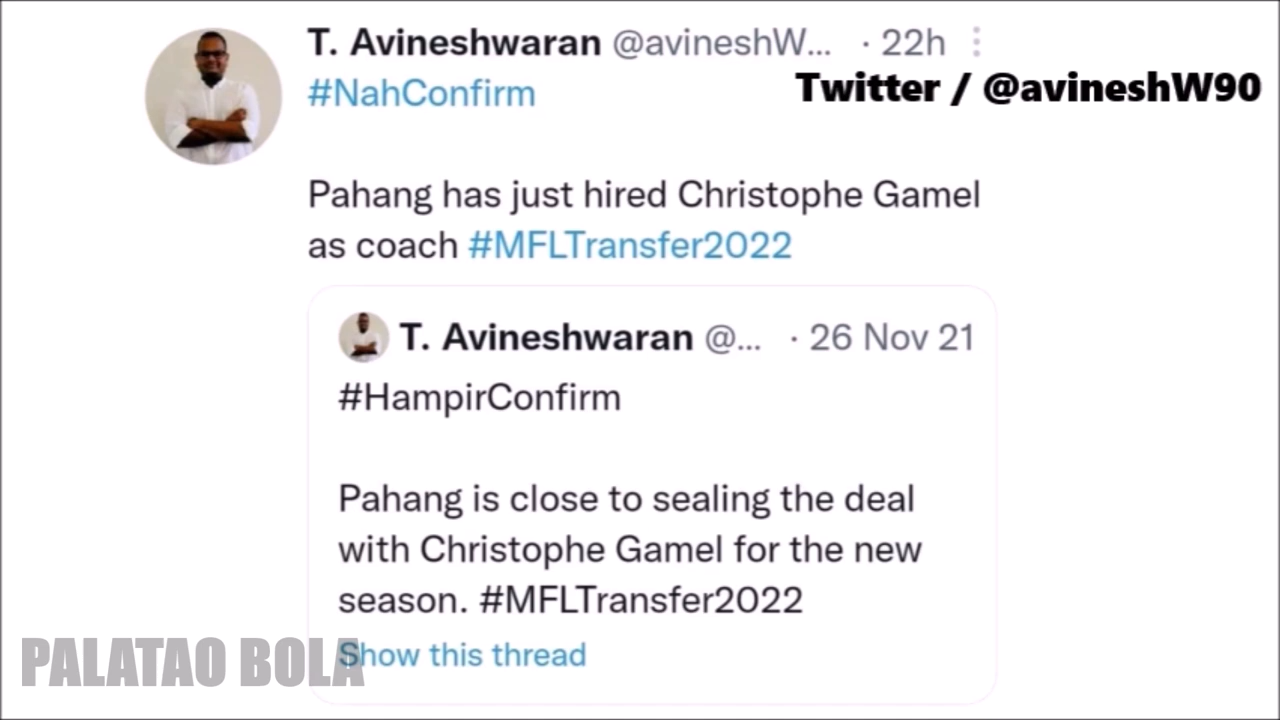 T. Avineshwaran @avineshW... · 22h
#NahConfirm
Twitter / @avineshW90
Pahang has just hired Christophe Gamel
as coach #MFLTransfer2022
T. Avineshwaran @... · 26 Nov 21
#HampirConfirm
Pahang is close to sealing the deal
with Christophe Gamel for the new
season. #MFLTransfer2022
Show this thread
PALATAO BOLA